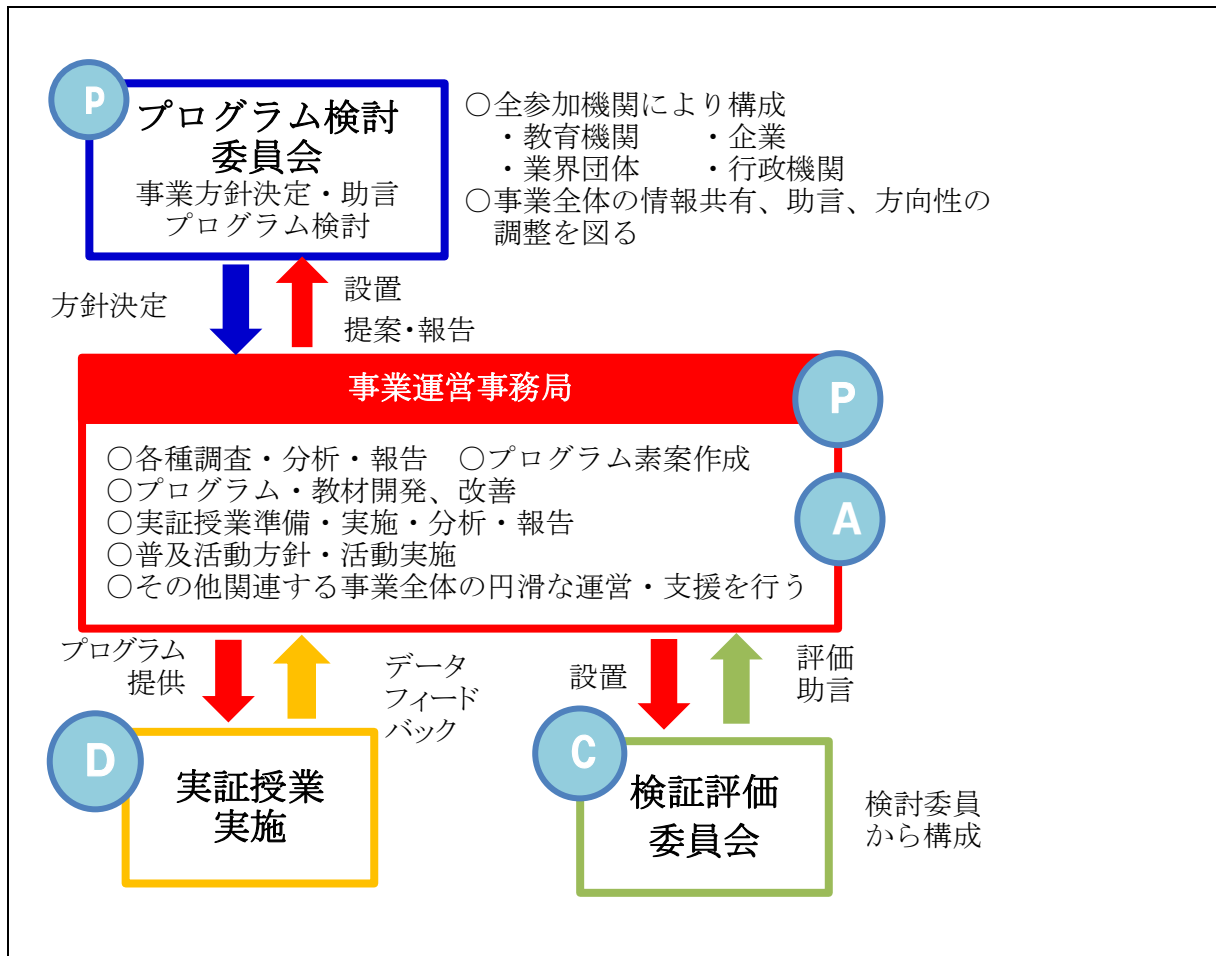 P
プログラム検討
委員会
事業方針決定・助言
プログラム検討
○全参加機関により構成
・教育機関　・企業
・業界団体　・行政機関
○事業全体の情報共有、助言、方向性の
調整を図る
方針決定
設置
提案・報告
事業運営事務局
P
A
○各種調査・分析・報告　○プログラム素案作成
○プログラム・教材開発、改善
○実証授業準備・実施・分析・報告
○普及活動方針・活動実施
○その他関連する事業全体の円滑な運営・支援を行う
プログラム
提供
データ
フィード
バック
設置
評価
助言
D
実証授業
実施
C
検証評価
委員会
検討委員
から構成